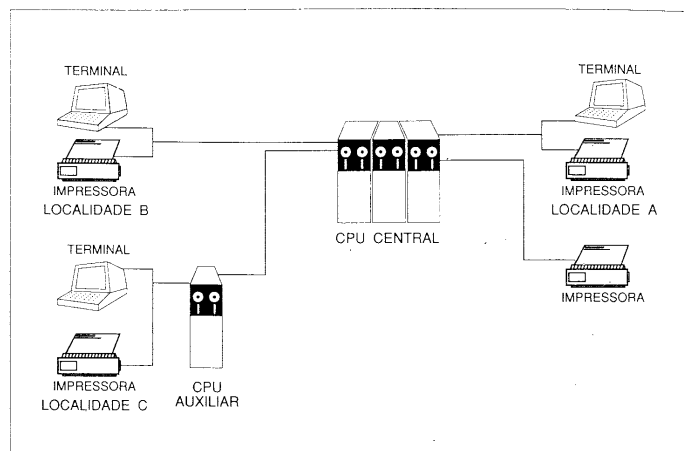 TERMINAL
IMPRESSORA
LOCALIDADE B
TERMINAL
IMPRESSORA
LOCALIDADE C
CPU
AUXILIAR
CPU CENTRAL
TERMINAL
IMPRESSORA
LOCALIDADE A
IMPRESSORA